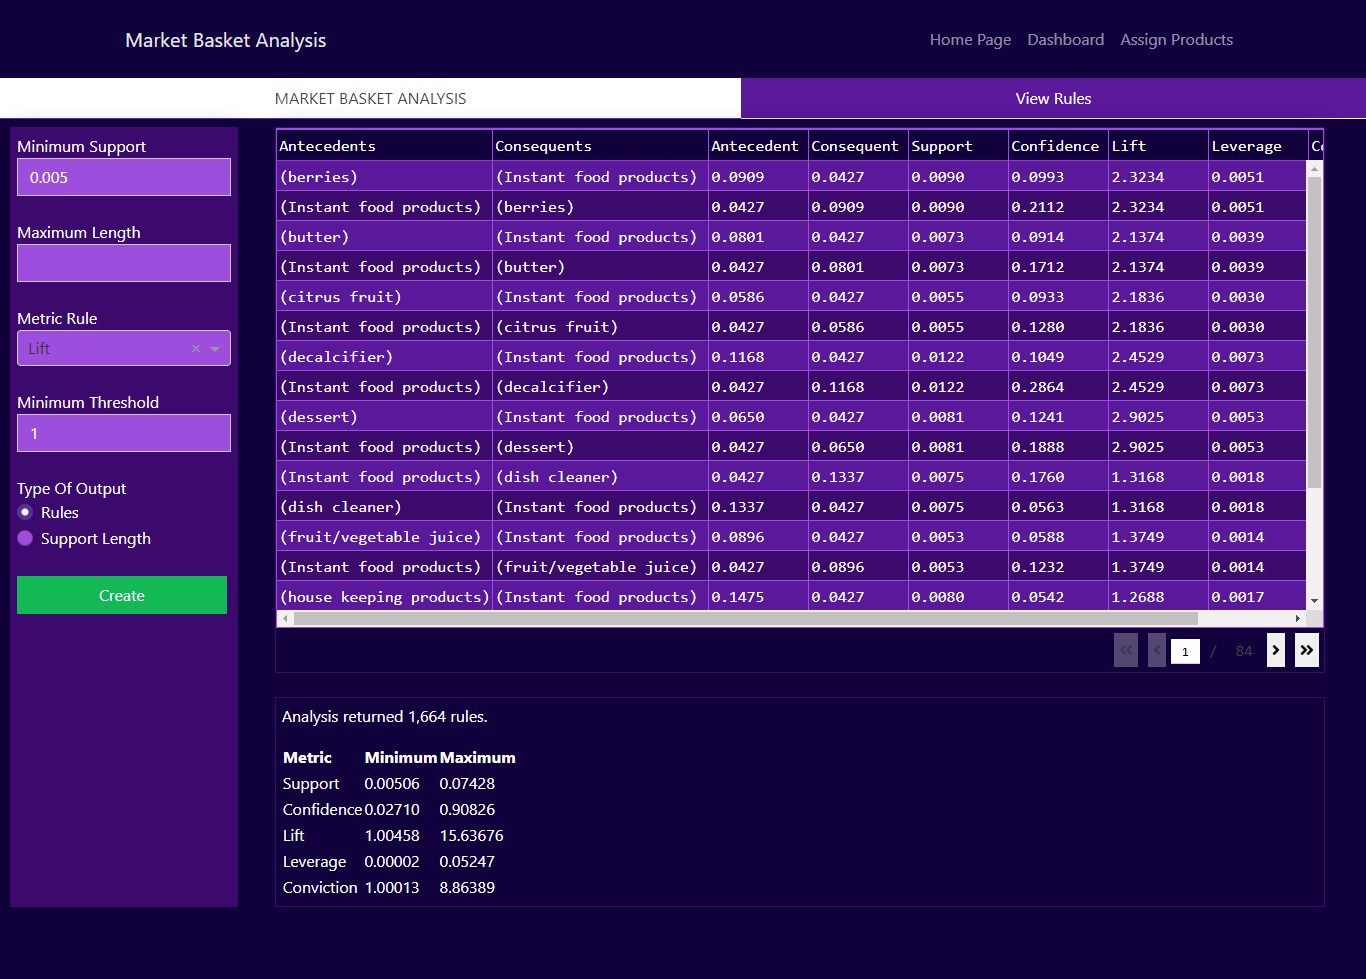 Market Basket Analysis Home Page Dashboard Assign Products
MARKET BASKET ANALYSIS View Rules
Minimum Support
0.005
Maximum Length
Metric Rule
Lift ×
Minimum Threshold
1
Type Of Output
Rules
Support Length
Create
Antecedents Consequents Antecedent Consequent Support Confidence Lift Leverage
(berries) (Instant food products) 0.0909 0.0427 0.0090 0.0993 2.3234 0.0051
(Instant food products) (berries) 0.0427 0.0909 0.0090 0.2112 2.3234 0.0051
(butter) (Instant food products) 0.0801 0.0427 0.0073 0.0914 2.1374 0.0039
(Instant food products) (butter) 0.0427 0.0801 0.0073 0.1712 2.1374 0.0039
(citrus fruit) (Instant food products) 0.0586 0.0427 0.0055 0.0933 2.1836 0.0030
(Instant food products) (citrus fruit) 0.0427 0.0586 0.0055 0.1280 2.1836 0.0030
(decalcifier) (Instant food products) 0.1168 0.0427 0.0122 0.1049 2.4529 0.0073
(Instant food products) (decalcifier) 0.0427 0.1168 0.0122 0.2864 2.4529 0.0073
(dessert) (Instant food products) 0.0650 0.0427 0.0081 0.1241 2.9025 0.0053
(Instant food products) (dessert) 0.0427 0.0650 0.0081 0.1888 2.9025 0.0053
(Instant food products) (dish cleaner) 0.0427 0.1337 0.0075 0.1760 1.3168 0.0018
(dish cleaner) (Instant food products) 0.1337 0.0427 0.0075 0.0563 1.3168 0.0018
(fruit/vegetable juice) (Instant food products) 0.0896 0.0427 0.0053 0.0588 1.3749 0.0014
(Instant food products) (fruit/vegetable juice) 0.0427 0.0896 0.0053 0.1232 1.3749 0.0014
(house keeping products) (Instant food products) 0.1475 0.0427 0.0080 0.0542 1.2688 0.0017
1 / 84
Analysis returned 1,664 rules.
Metric Minimum Maximum
Support 0.00506 0.07428
Confidence 0.02710 0.90826
Lift 1.00458 15.63676
Leverage 0.00002 0.05247
Conviction 1.00013 8.86389